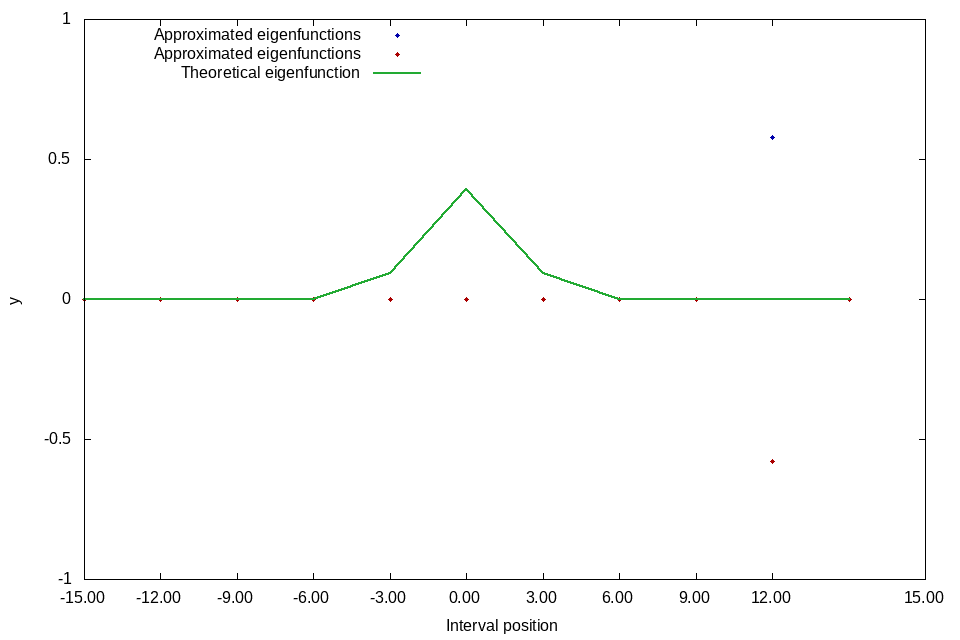 1
Approximated eigenfunctions
Approximated eigenfunctions
Theoretical eigenfunction
0.5
y
0
-0.5
-1
-15.00 -12.00 -9.00 -6.00 -3.00 0.00 3.00 6.00 9.00 12.00 15.00
Interval position